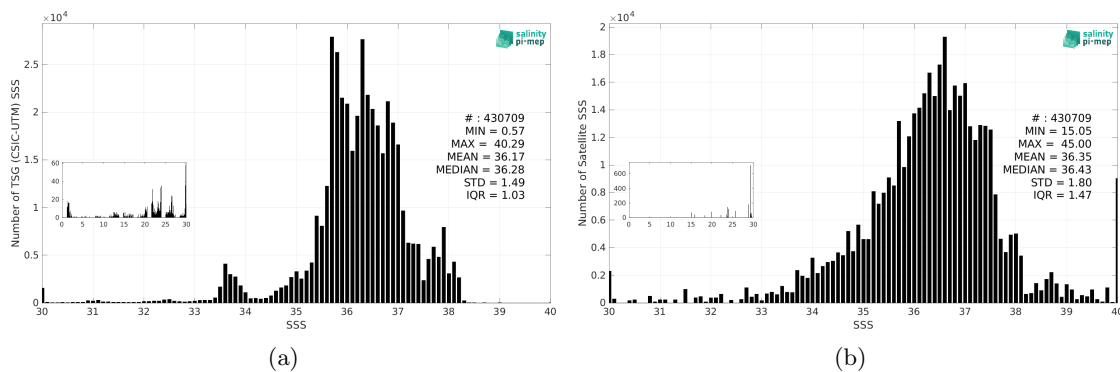 ×10⁴
salinity
pi-mep
2.5
2
1.5
1
0.5
0
Number of TSG (CSIC-UTM) SSS
# : 430709
MIN = 0.57
MAX = 40.29
MEAN = 36.17
MEDIAN = 36.28
STD = 1.49
IQR = 1.03
60
40
20
0
0 5 10 15 20 25 30
30 31 32 33 34 35 36 37 38 39 40
SSS
(a)
×10⁴
salinity
pi-mep
2
1.8
1.6
1.4
1.2
1
0.8
0.6
0.4
0.2
0
Number of Satellite SSS
# : 430709
MIN = 15.05
MAX = 45.00
MEAN = 36.35
MEDIAN = 36.43
STD = 1.80
IQR = 1.47
600
400
200
0
0 5 10 15 20 25 30
30 31 32 33 34 35 36 37 38 39 40
SSS
(b)